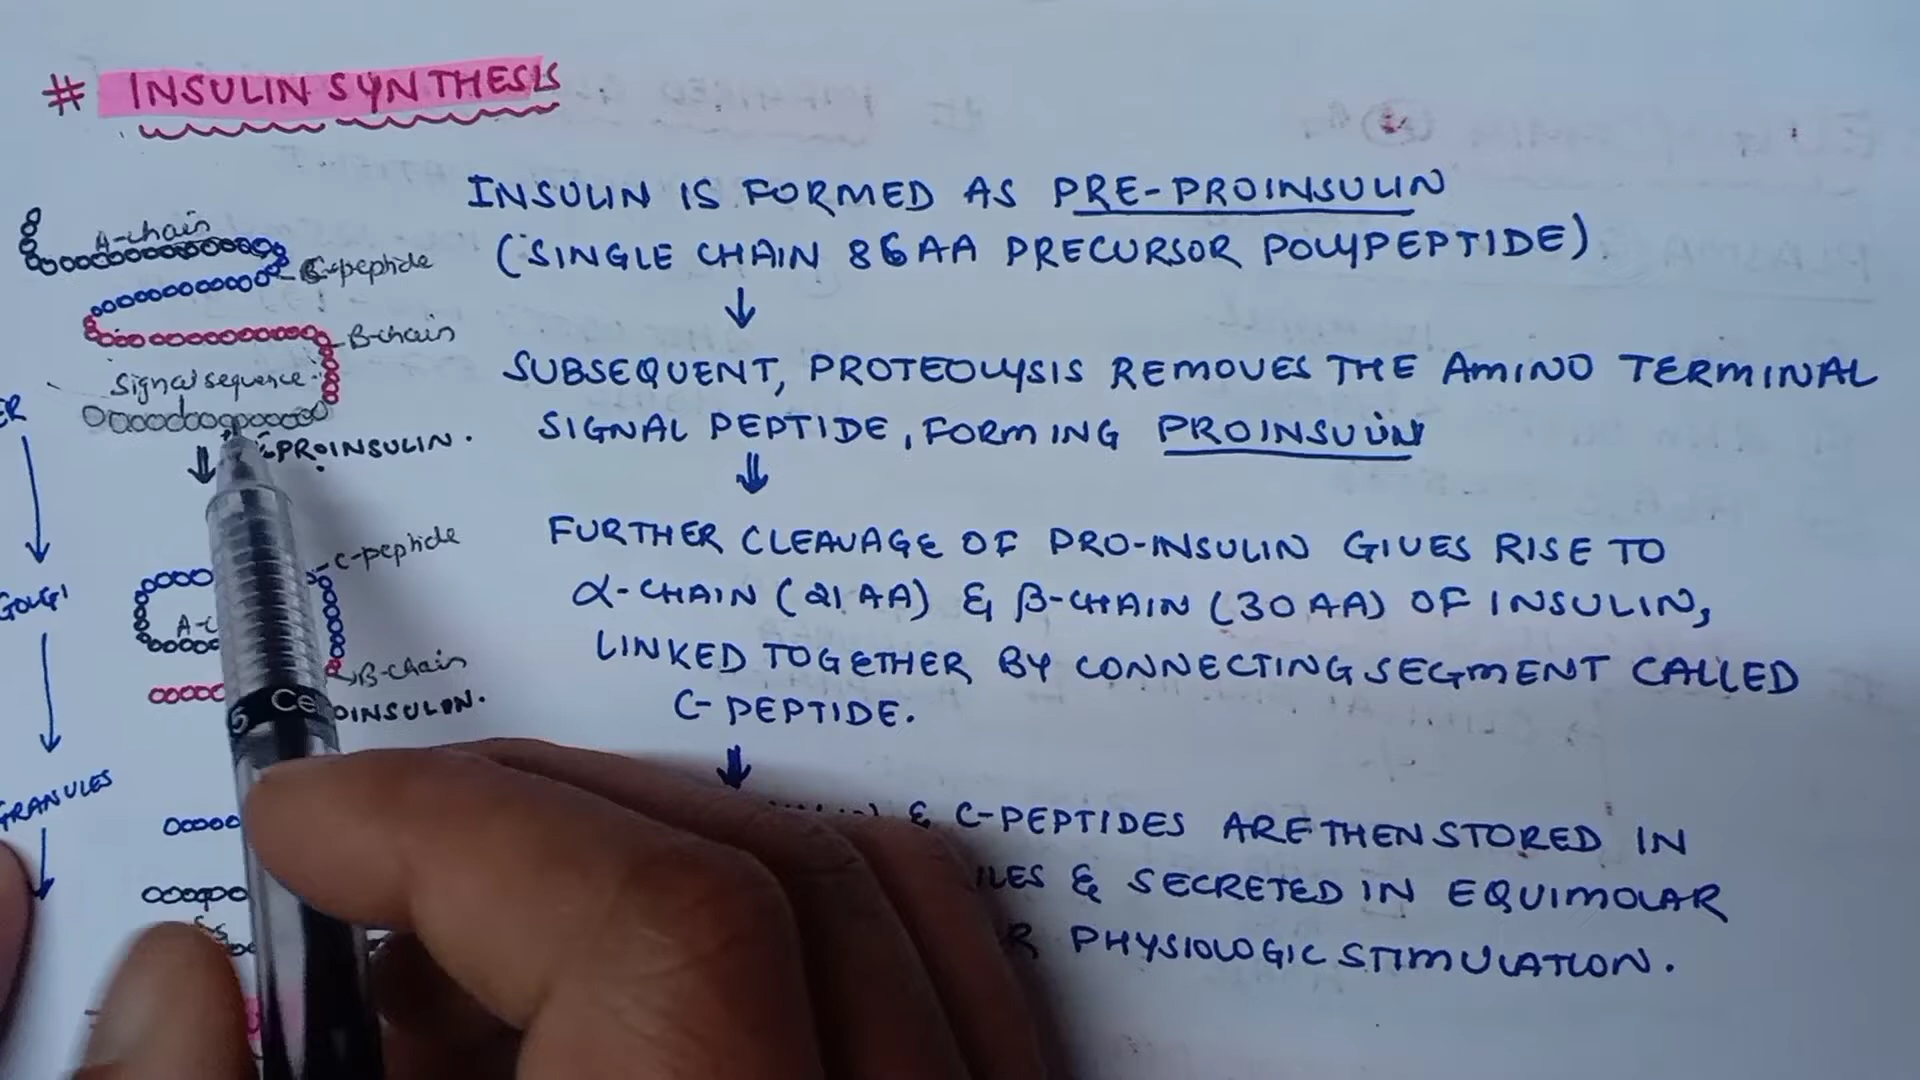 # INSULIN SYNTHESIS
INSULIN IS FORMED AS PRE-PROINSULIN
(SINGLE CHAIN 86AA PRECURSOR POLYPEPTIDE)
SUBSEQUENT, PROTEOLYSIS REMOVES THE AMINO TERMINAL
SIGNAL PEPTIDE, FORMING PROINSULIN
FURTHER CLEAVAGE OF PRO-INSULIN GIVES RISE TO
α-CHAIN (21 AA) & β-CHAIN (30 AA) OF INSULIN,
LINKED TOGETHER BY CONNECTING SEGMENT CALLED
C-PEPTIDE.
& C-PEPTIDES ARE THEN STORED IN
& SECRETED IN EQUIMOLAR
PHYSIOLOGIC STIMULATION.
A-chain
C-peptide
B-chain
Signal sequence
ER
PROINSULIN.
C-peptide
GOLGI
B-chain
OINSULIN.
GRANULES
S-S
Ce